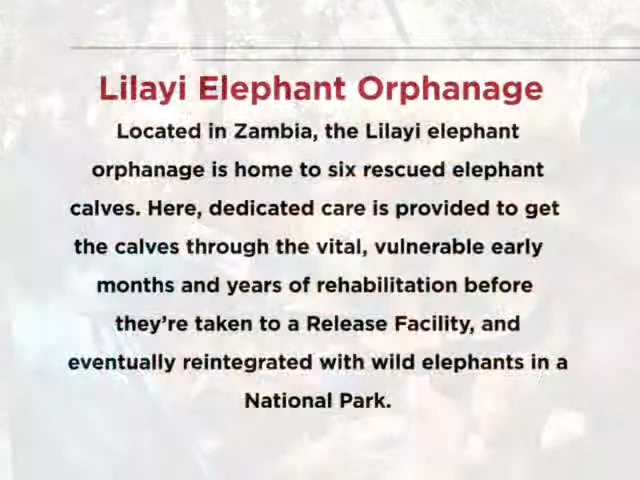 Lilayi Elephant Orphanage
Located in Zambia, the Lilayi elephant
orphanage is home to six rescued elephant
calves. Here, dedicated care is provided to get
the calves through the vital, vulnerable early
months and years of rehabilitation before
they're taken to a Release Facility, and
eventually reintegrated with wild elephants in a
National Park.